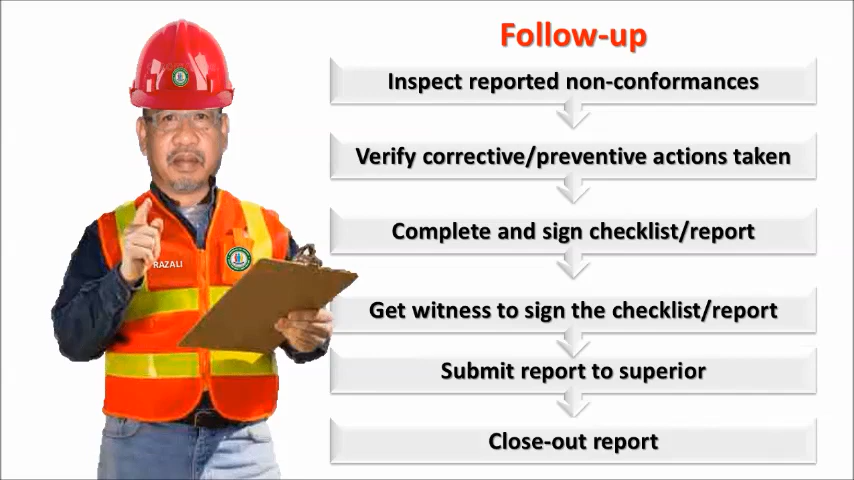 Follow-up
Inspect reported non-conformances
Verify corrective/preventive actions taken
Complete and sign checklist/report
RAZALI
Get witness to sign the checklist/report
Submit report to superior
Close-out report